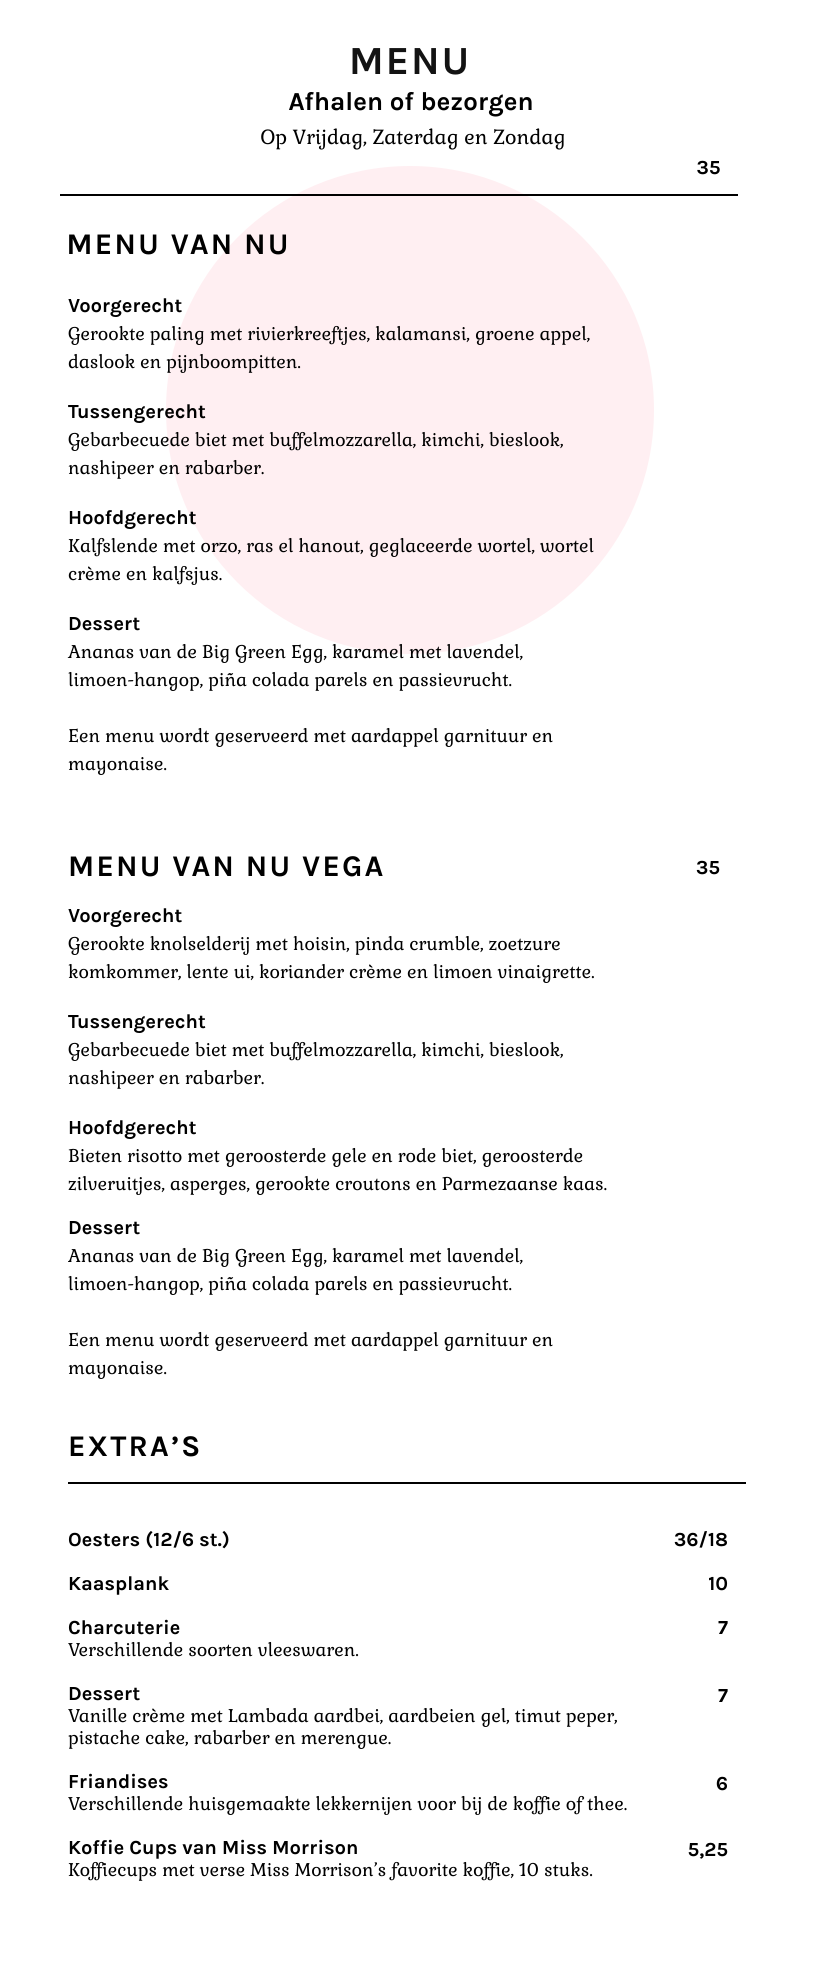 MENU
Afhalen of bezorgen
Op Vrijdag, Zaterdag en Zondag
35
MENU VAN NU
Voorgerecht
Gerookte paling met rivierkreeftjes, kalamansi, groene appel,
daslook en pijnboompitten.
Tussengerecht
Gebarbecuede biet met buffelmozzarella, kimchi, bieslook,
nashipeer en rabarber.
Hoofdgerecht
Kalfslende met orzo, ras el hanout, geglaceerde wortel, wortel
crème en kalfsjus.
Dessert
Ananas van de Big Green Egg, karamel met lavendel,
limoen-hangop, piña colada parels en passievrucht.
Een menu wordt geserveerd met aardappel garnituur en
mayonaise.
MENU VAN NU VEGA 35
Voorgerecht
Gerookte knolselderij met hoisin, pinda crumble, zoetzure
komkommer, lente ui, koriander crème en limoen vinaigrette.
Tussengerecht
Gebarbecuede biet met buffelmozzarella, kimchi, bieslook,
nashipeer en rabarber.
Hoofdgerecht
Bieten risotto met geroosterde gele en rode biet, geroosterde
zilveruitjes, asperges, gerookte croutons en Parmezaanse kaas.
Dessert
Ananas van de Big Green Egg, karamel met lavendel,
limoen-hangop, piña colada parels en passievrucht.
Een menu wordt geserveerd met aardappel garnituur en
mayonaise.
EXTRA’S
Oesters (12/6 st.) 36/18
Kaasplank 10
Charcuterie 7
Verschillende soorten vleeswaren.
Dessert 7
Vanille crème met Lambada aardbei, aardbeien gel, timut peper,
pistache cake, rabarber en merengue.
Friandises 6
Verschillende huisgemaakte lekkernijen voor bij de koffie of thee.
Koffie Cups van Miss Morrison 5,25
Koffiecups met verse Miss Morrison’s favorite koffie, 10 stuks.